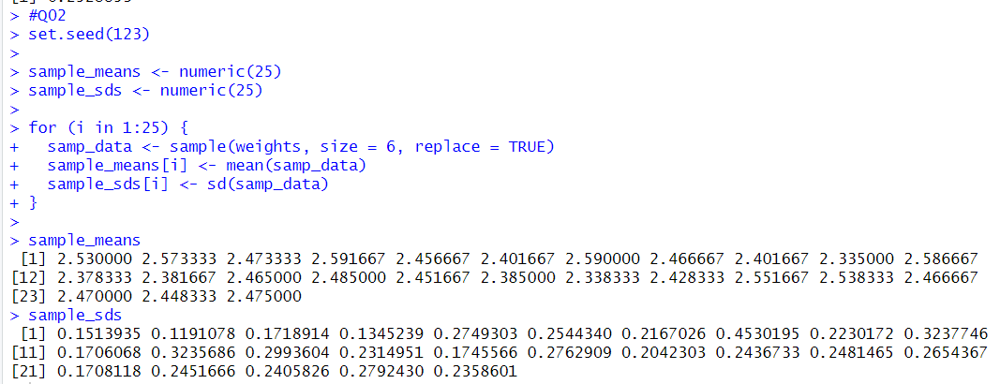 > #Q02
> set.seed(123)
>
> sample_means <- numeric(25)
> sample_sds <- numeric(25)
>
> for (i in 1:25) {
+   samp_data <- sample(weights, size = 6, replace = TRUE)
+   sample_means[i] <- mean(samp_data)
+   sample_sds[i] <- sd(samp_data)
+ }
>
> sample_means
 [1] 2.530000 2.573333 2.473333 2.591667 2.456667 2.401667 2.590000 2.466667 2.401667 2.335000 2.586667
[12] 2.378333 2.381667 2.465000 2.485000 2.451667 2.385000 2.338333 2.428333 2.551667 2.538333 2.466667
[23] 2.470000 2.448333 2.475000
> sample_sds
 [1] 0.1513935 0.1191078 0.1718914 0.1345239 0.2749303 0.2544340 0.2167026 0.4530195 0.2230172 0.3237746
[11] 0.1706068 0.3235686 0.2993604 0.2314951 0.1745566 0.2762909 0.2042303 0.2436733 0.2481465 0.2654367
[21] 0.1708118 0.2451666 0.2405826 0.2792430 0.2358601